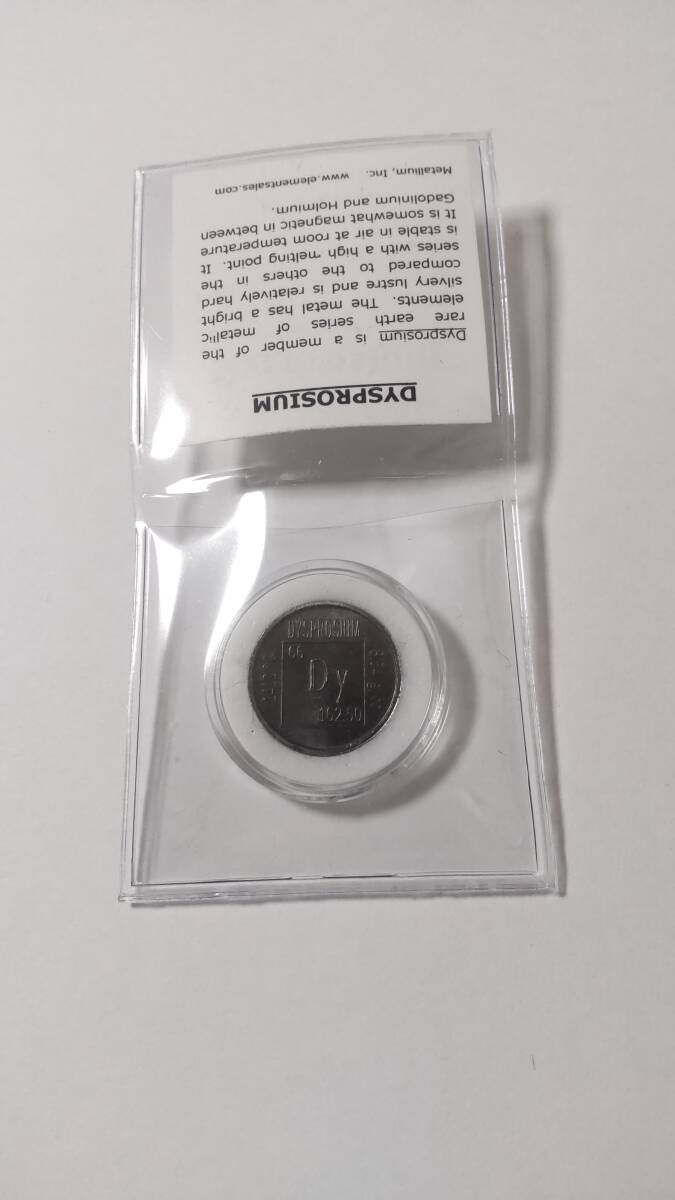 DYSPROSIUM
Dysprosium is a member of the
rare earth series of metallic
elements. The metal has a bright
silvery lustre and is relatively hard
compared to the others in the
series with a high melting point. It
is stable in air at room temperature
It is somewhat magnetic in between
Gadolinium and Holmium.
Metallium, Inc. www.elementsales.com
DYSPROSIUM
66
Dy
162.50